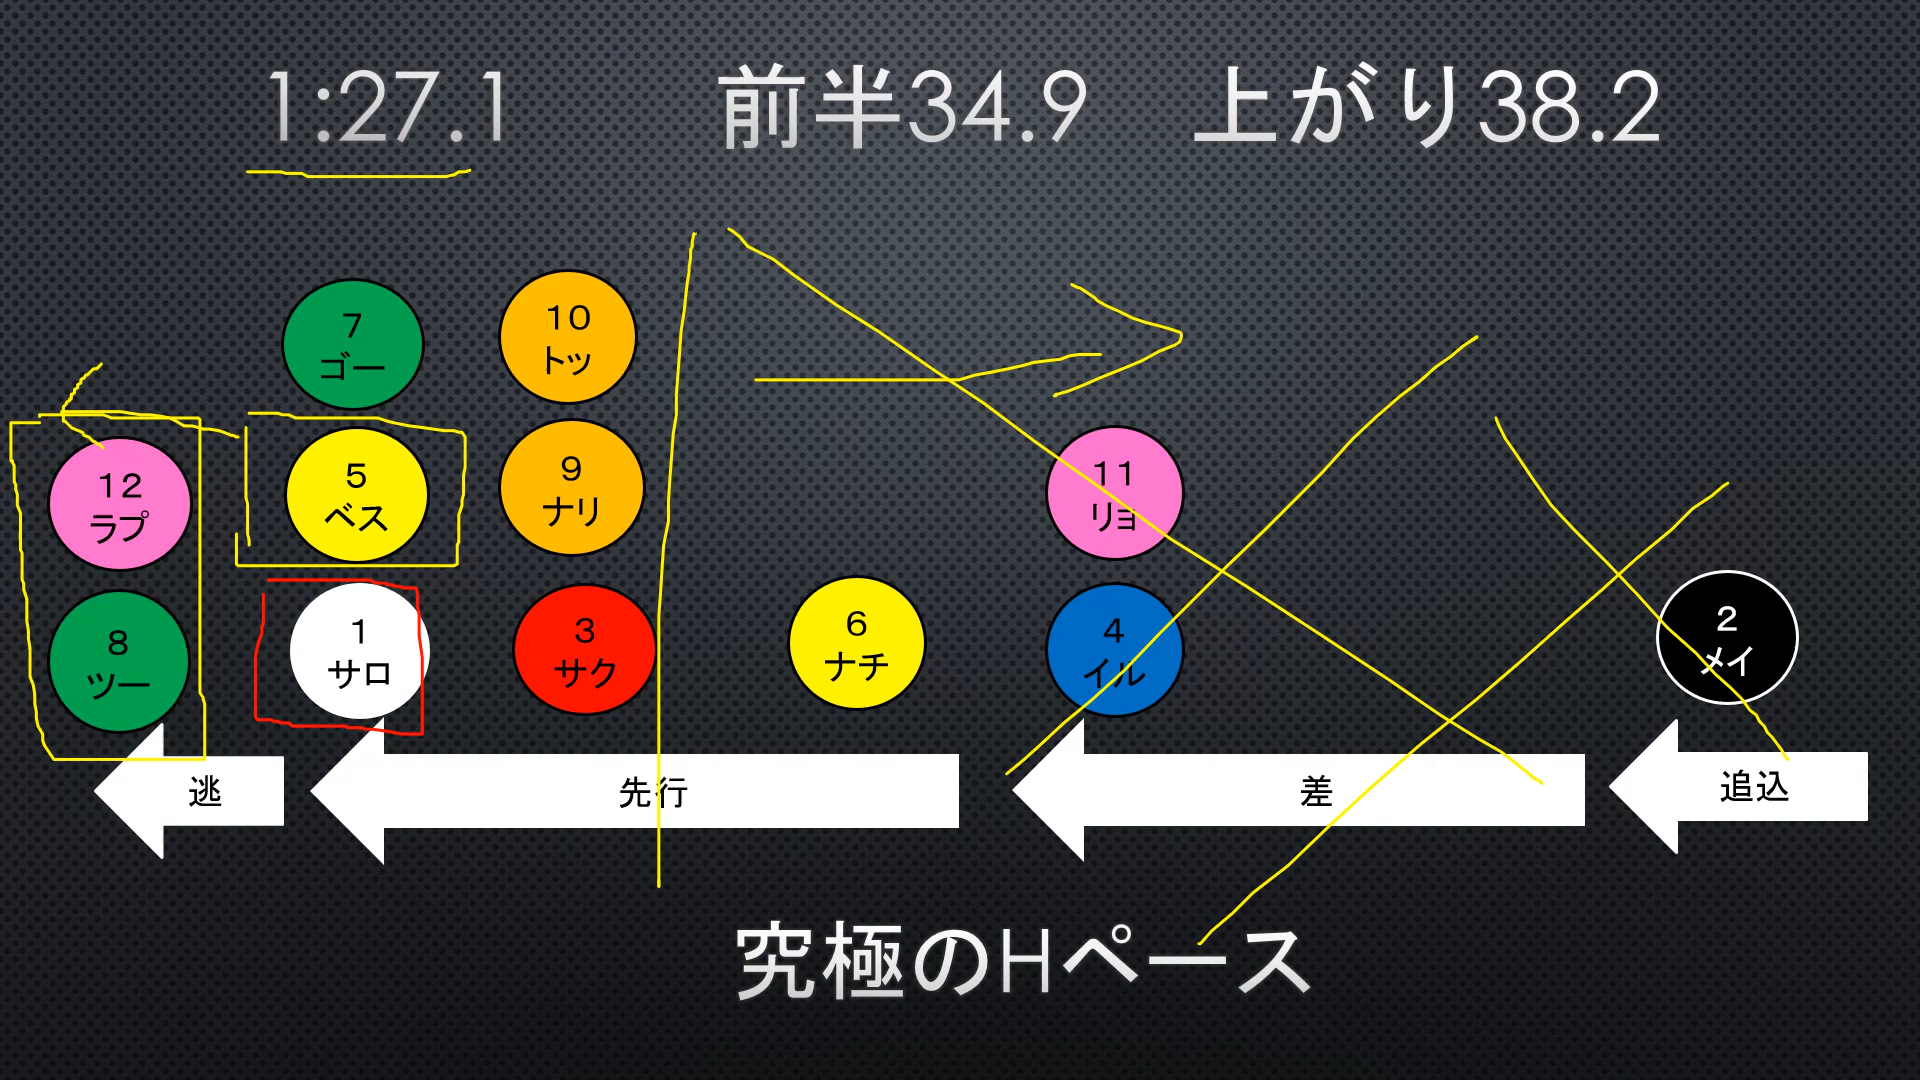 1:27.1 前半34.9 上がり38.2
7
ゴー
10
トッ
12
ラプ
5
ベス
9
ナリ
11
リョ
8
ツー
1
サロ
3
サク
6
ナチ
4
イル
2
メイ
逃
先行
差
追込
究極のHペース